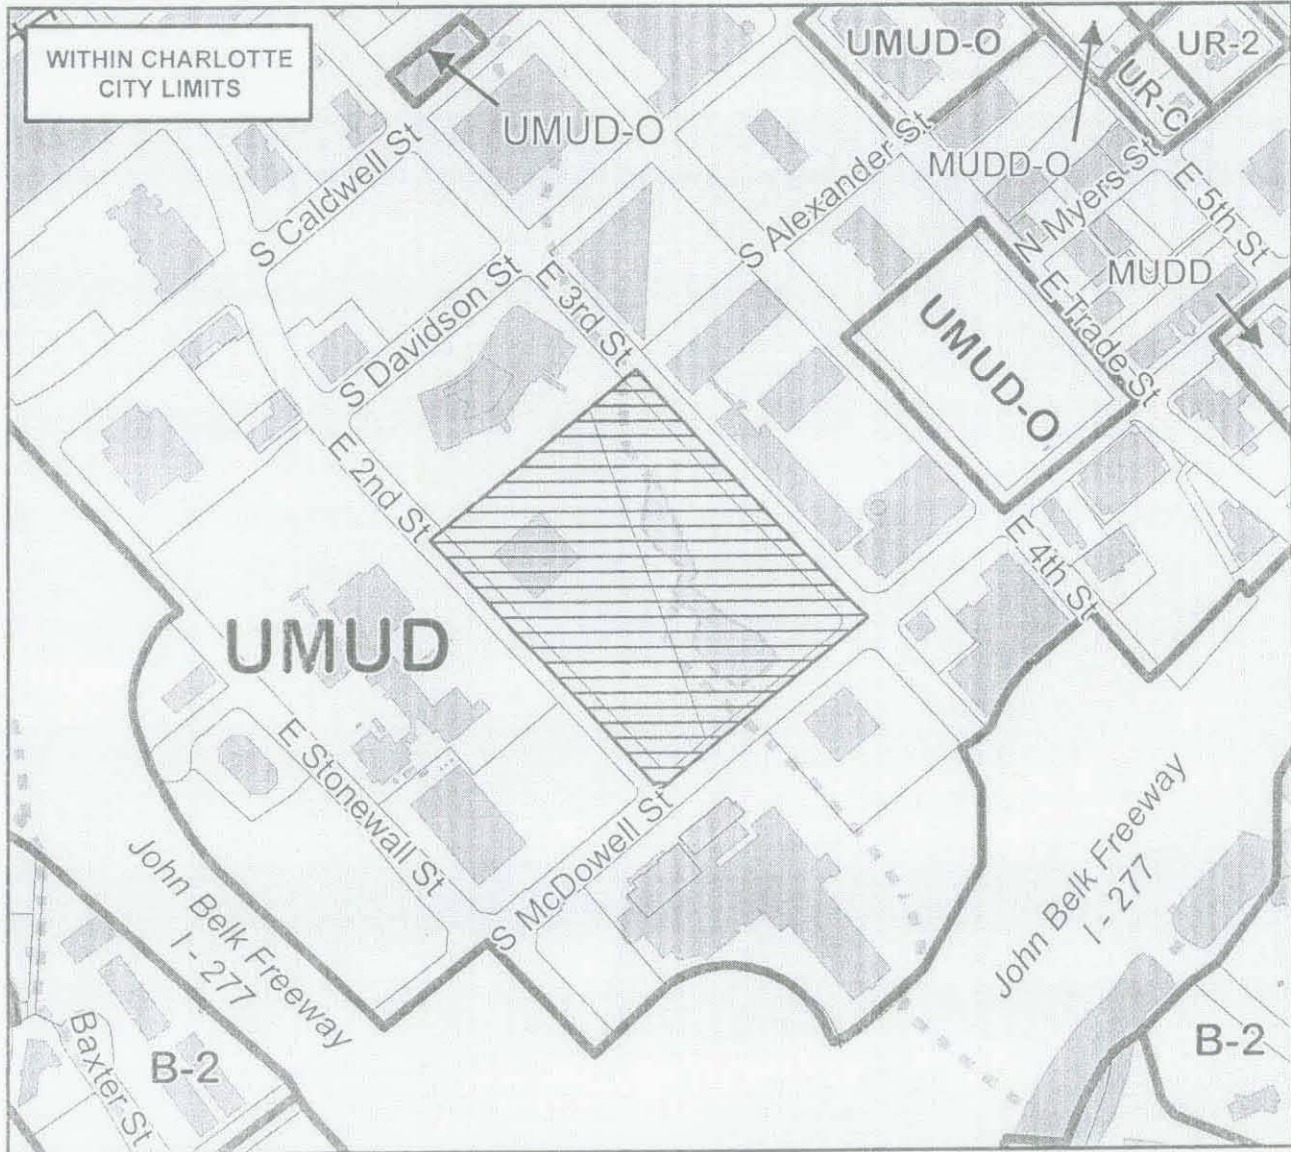 WITHIN CHARLOTTE
CITY LIMITS
UMUD-O
UR-2
UR-C
UMUD-O
MUDD-O
S Caldwell St
S Alexander St
N Myers St
E 5th St
MUDD
S Davidson St
E 3rd St
E Trade St
UMUD-O
E 2nd St
E 4th St
UMUD
E Stonewall St
S McDowell St
John Belk Freeway
I - 277
John Belk Freeway
I - 277
Baxter St
B-2
B-2